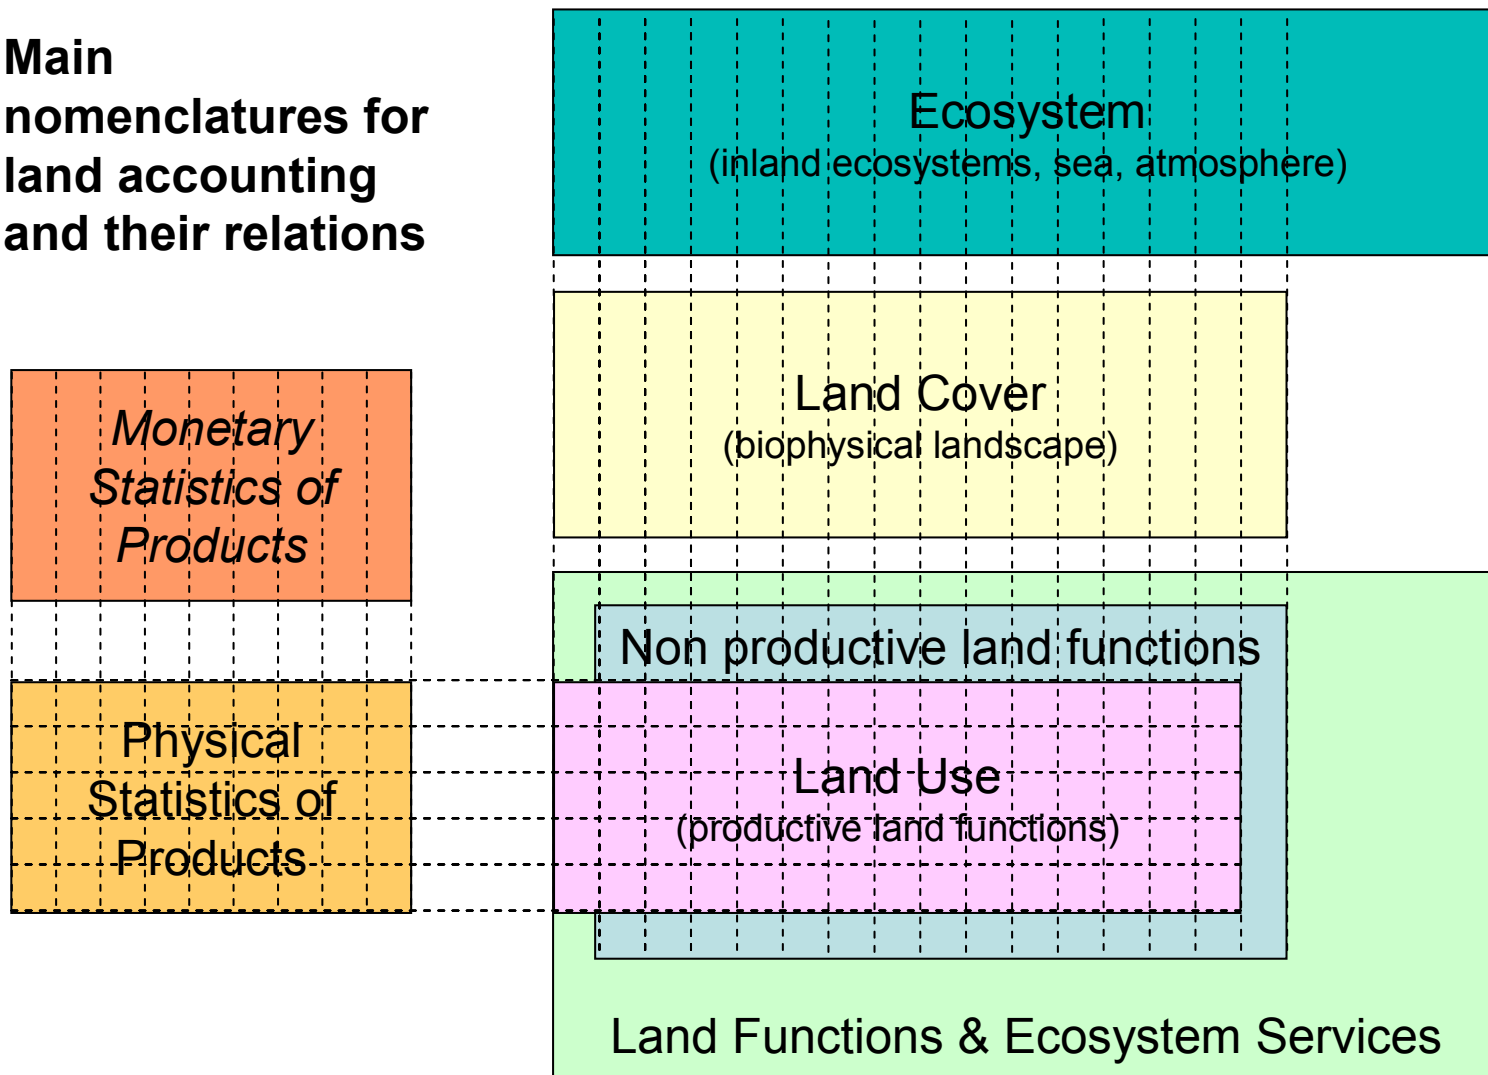 Main
nomenclatures for
land accounting
and their relations
Ecosystem
(inland ecosystems, sea, atmosphere)
Land Cover
(biophysical landscape)
Monetary
Statistics of
Products
Non productive land functions
Physical
Statistics of
Products
Land Use
(productive land functions)
Land Functions & Ecosystem Services